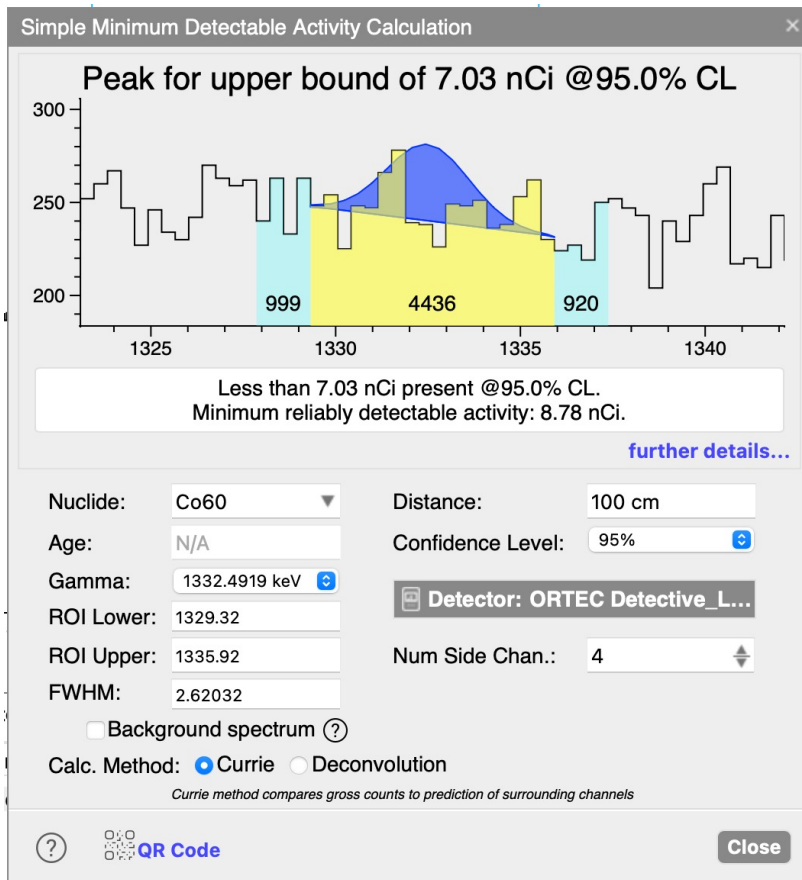 Simple Minimum Detectable Activity Calculation ×
Peak for upper bound of 7.03 nCi @95.0% CL
300
250
200
999 4436 920
1325 1330 1335 1340
Less than 7.03 nCi present @95.0% CL.
Minimum reliably detectable activity: 8.78 nCi.
further details...
Nuclide: Co60 Distance: 100 cm
Age: N/A Confidence Level: 95%
Gamma: 1332.4919 keV Detector: ORTEC Detective_L...
ROI Lower: 1329.32
ROI Upper: 1335.92 Num Side Chan.: 4
FWHM: 2.62032
Background spectrum ?
Calc. Method: Currie Deconvolution
Currie method compares gross counts to prediction of surrounding channels
? QR Code Close